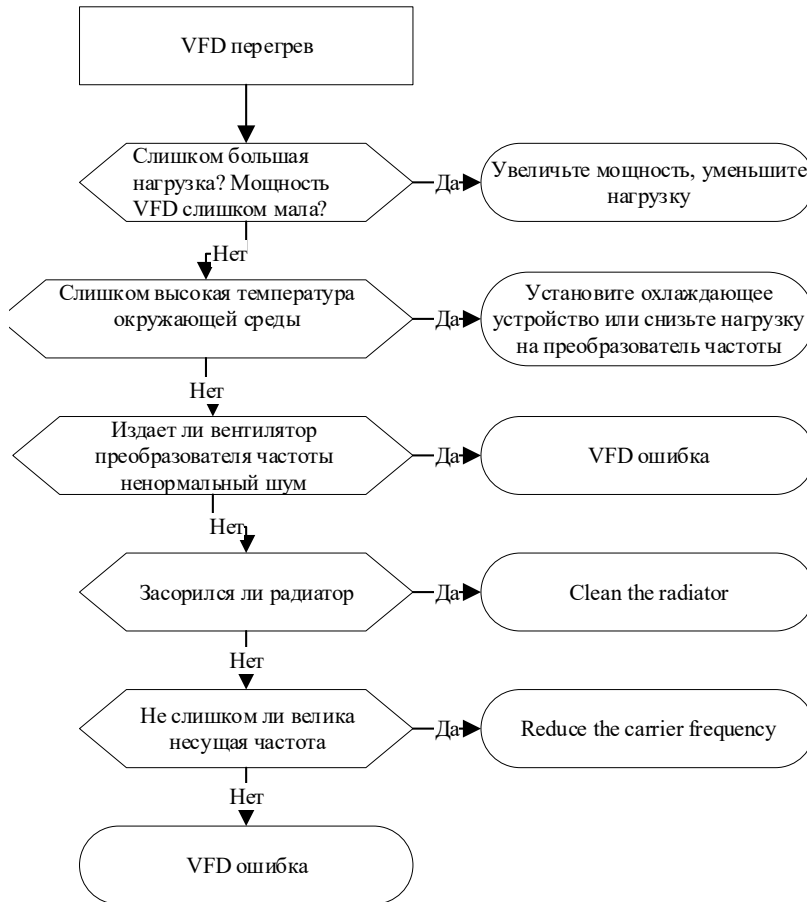 VFD перегрев
Слишком большая
нагрузка? Мощность
VFD слишком мала?
Да
Увеличьте мощность, уменьшите
нагрузку
Нет
Слишком высокая температура
окружающей среды
Да
Установите охлаждающее
устройство или снизьте нагрузку
на преобразователь частоты
Нет
Издает ли вентилятор
преобразователя частоты
ненормальный шум
Да
VFD ошибка
Нет
Засорился ли радиатор
Да
Clean the radiator
Нет
Не слишком ли велика
несущая частота
Да
Reduce the carrier frequency
Нет
VFD ошибка